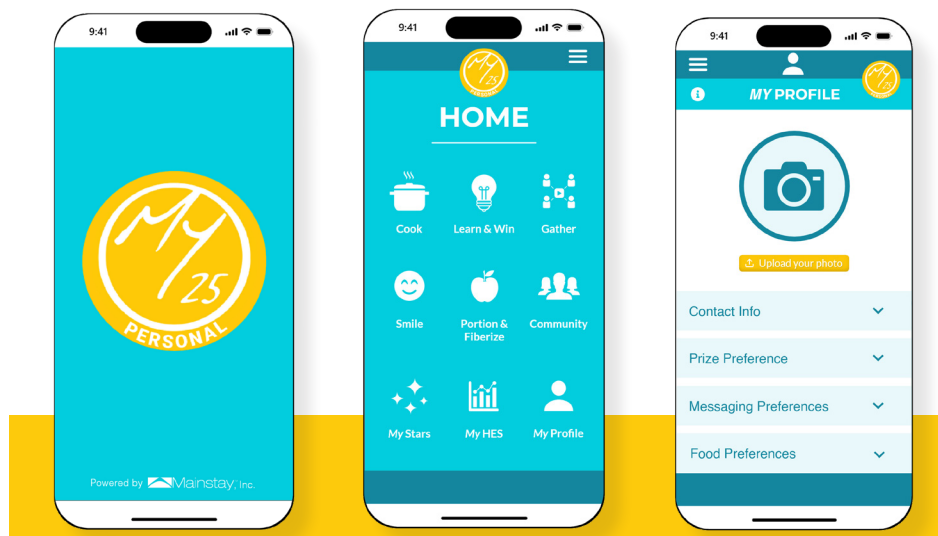 9:41
My
25
PERSONAL
Powered by Mainstay, Inc.
9:41
My
25
HOME
Cook
Learn & Win
Gather
Smile
Portion &
Fiberize
Community
My Stars
My HES
My Profile
9:41
My
25
MY PROFILE
Upload your photo
Contact Info
Prize Preference
Messaging Preferences
Food Preferences